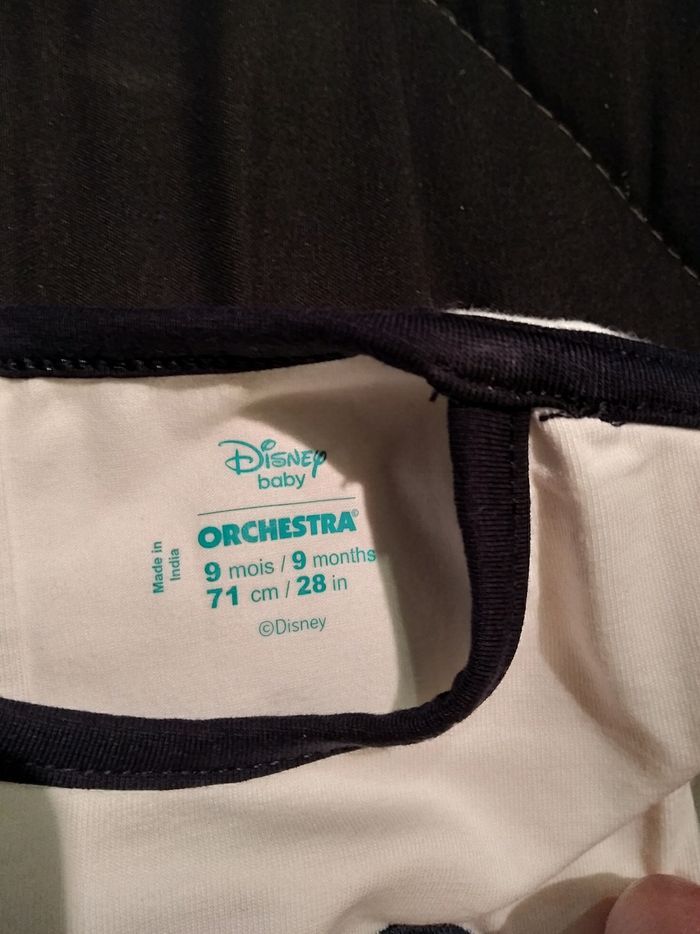 Disney
baby
ORCHESTRA®
9 mois / 9 months
71 cm / 28 in
©Disney
Made in
India